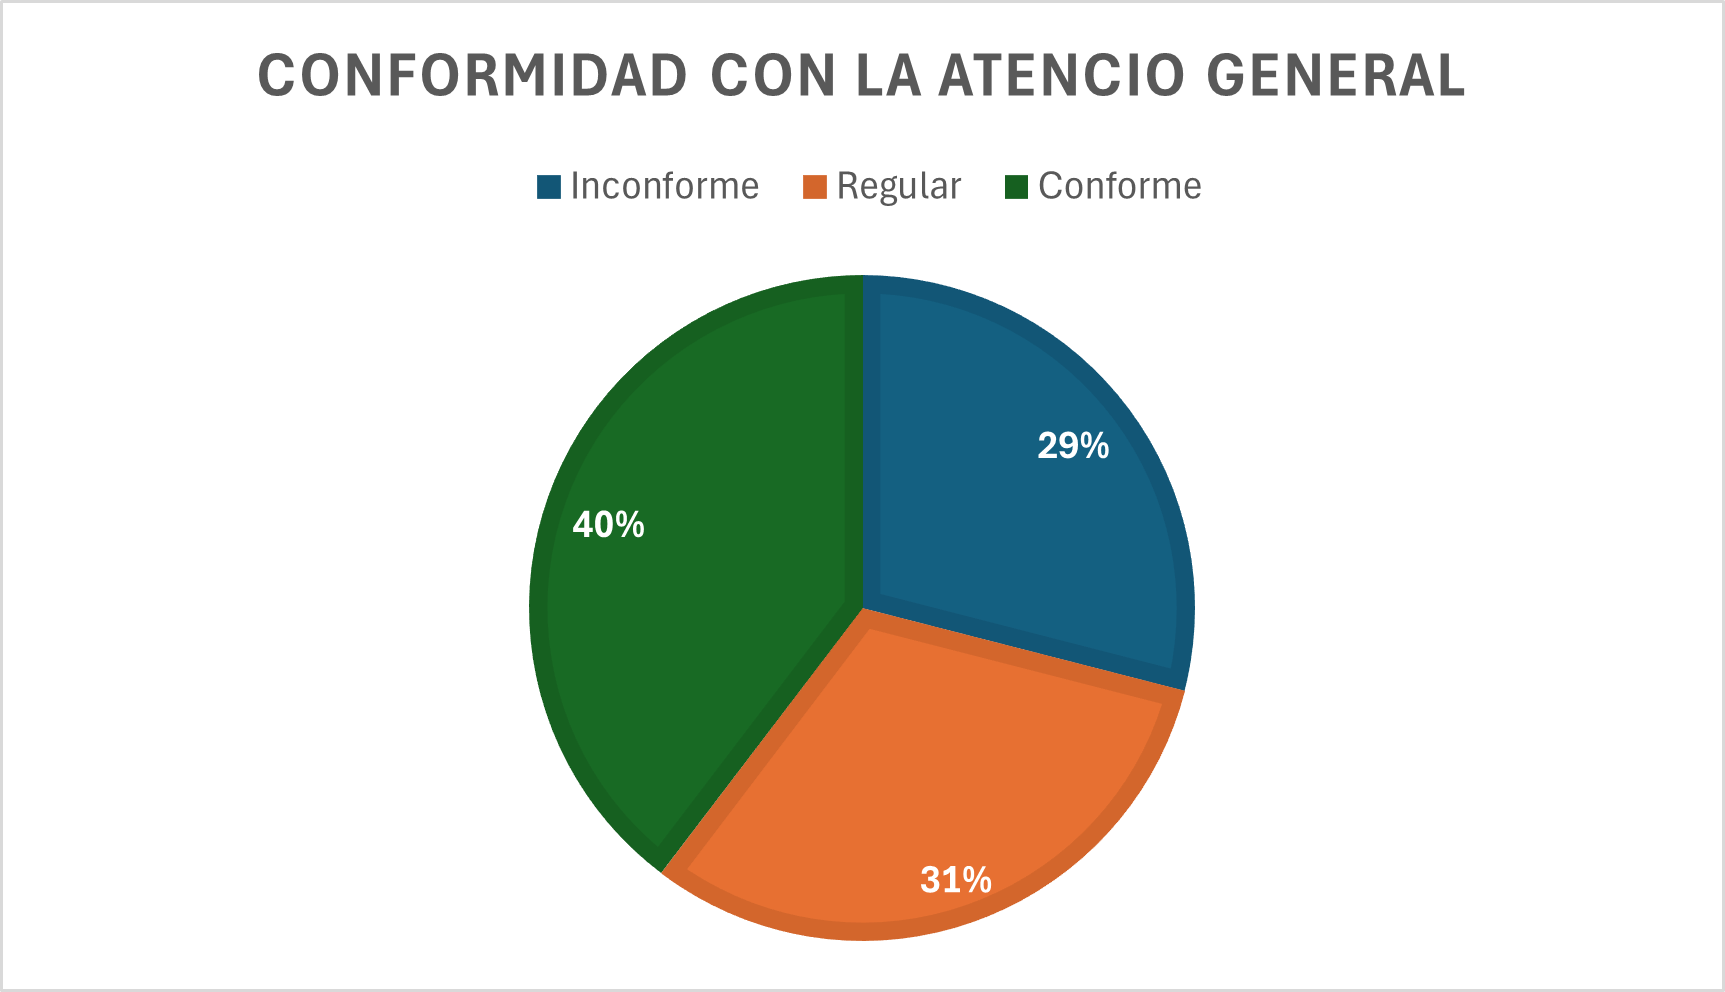 CONFORMIDAD CON LA ATENCIO GENERAL
Inconforme Regular Conforme
29%
40%
31%